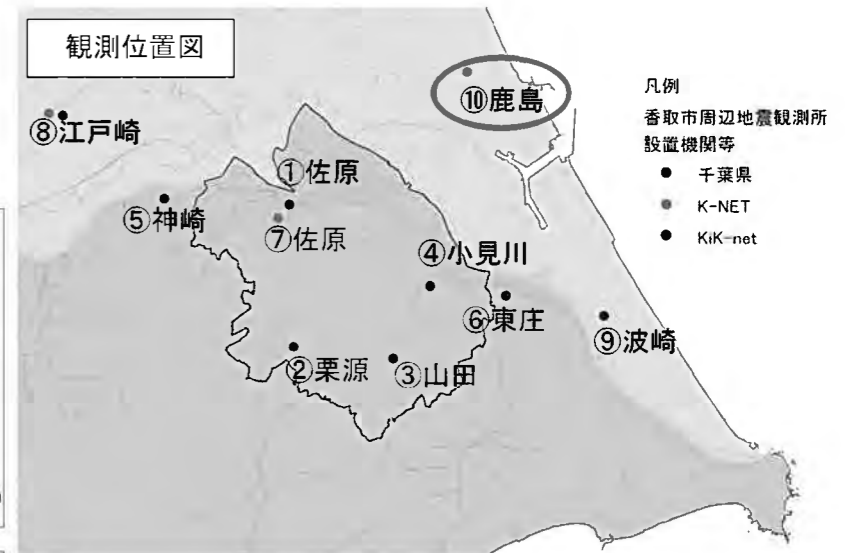 観測位置図
⑩鹿島
凡例
香取市周辺地震観測所
設置機関等
● 千葉県
● K-NET
● KiK-net
⑧江戸崎
①佐原
⑤神崎
⑦佐原
④小見川
⑥東庄
⑨波崎
②栗源
③山田